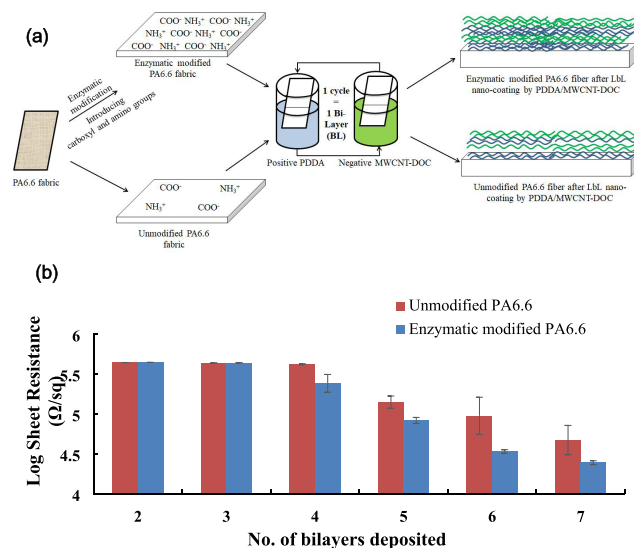 (a)
COO⁻ NH₃⁺ COO⁻ NH₃⁺
NH₃⁺ COO⁻ NH₃⁺ COO⁻
COO⁻ NH₃⁺ COO⁻ NH₃⁺
Enzymatic modified
PA6.6 fabric
Enzymatic
modification
Introducing
carboxyl and amino groups
PA6.6 fabric
COO⁻ NH₃⁺
NH₃⁺ COO⁻
Unmodified PA6.6
fabric
1 cycle
=
1 Bi-
Layer
(BL)
Positive PDDA Negative MWCNT-DOC
Enzymatic modified PA6.6 fiber after LbL
nano-coating by PDDA/MWCNT-DOC
Unmodified PA6.6 fiber after LbL nano-
coating by PDDA/MWCNT-DOC
(b)
Unmodified PA6.6
Enzymatic modified PA6.6
Log Sheet Resistance
(Ω/sq)
6
5.5
5
4.5
4
2 3 4 5 6 7
No. of bilayers deposited